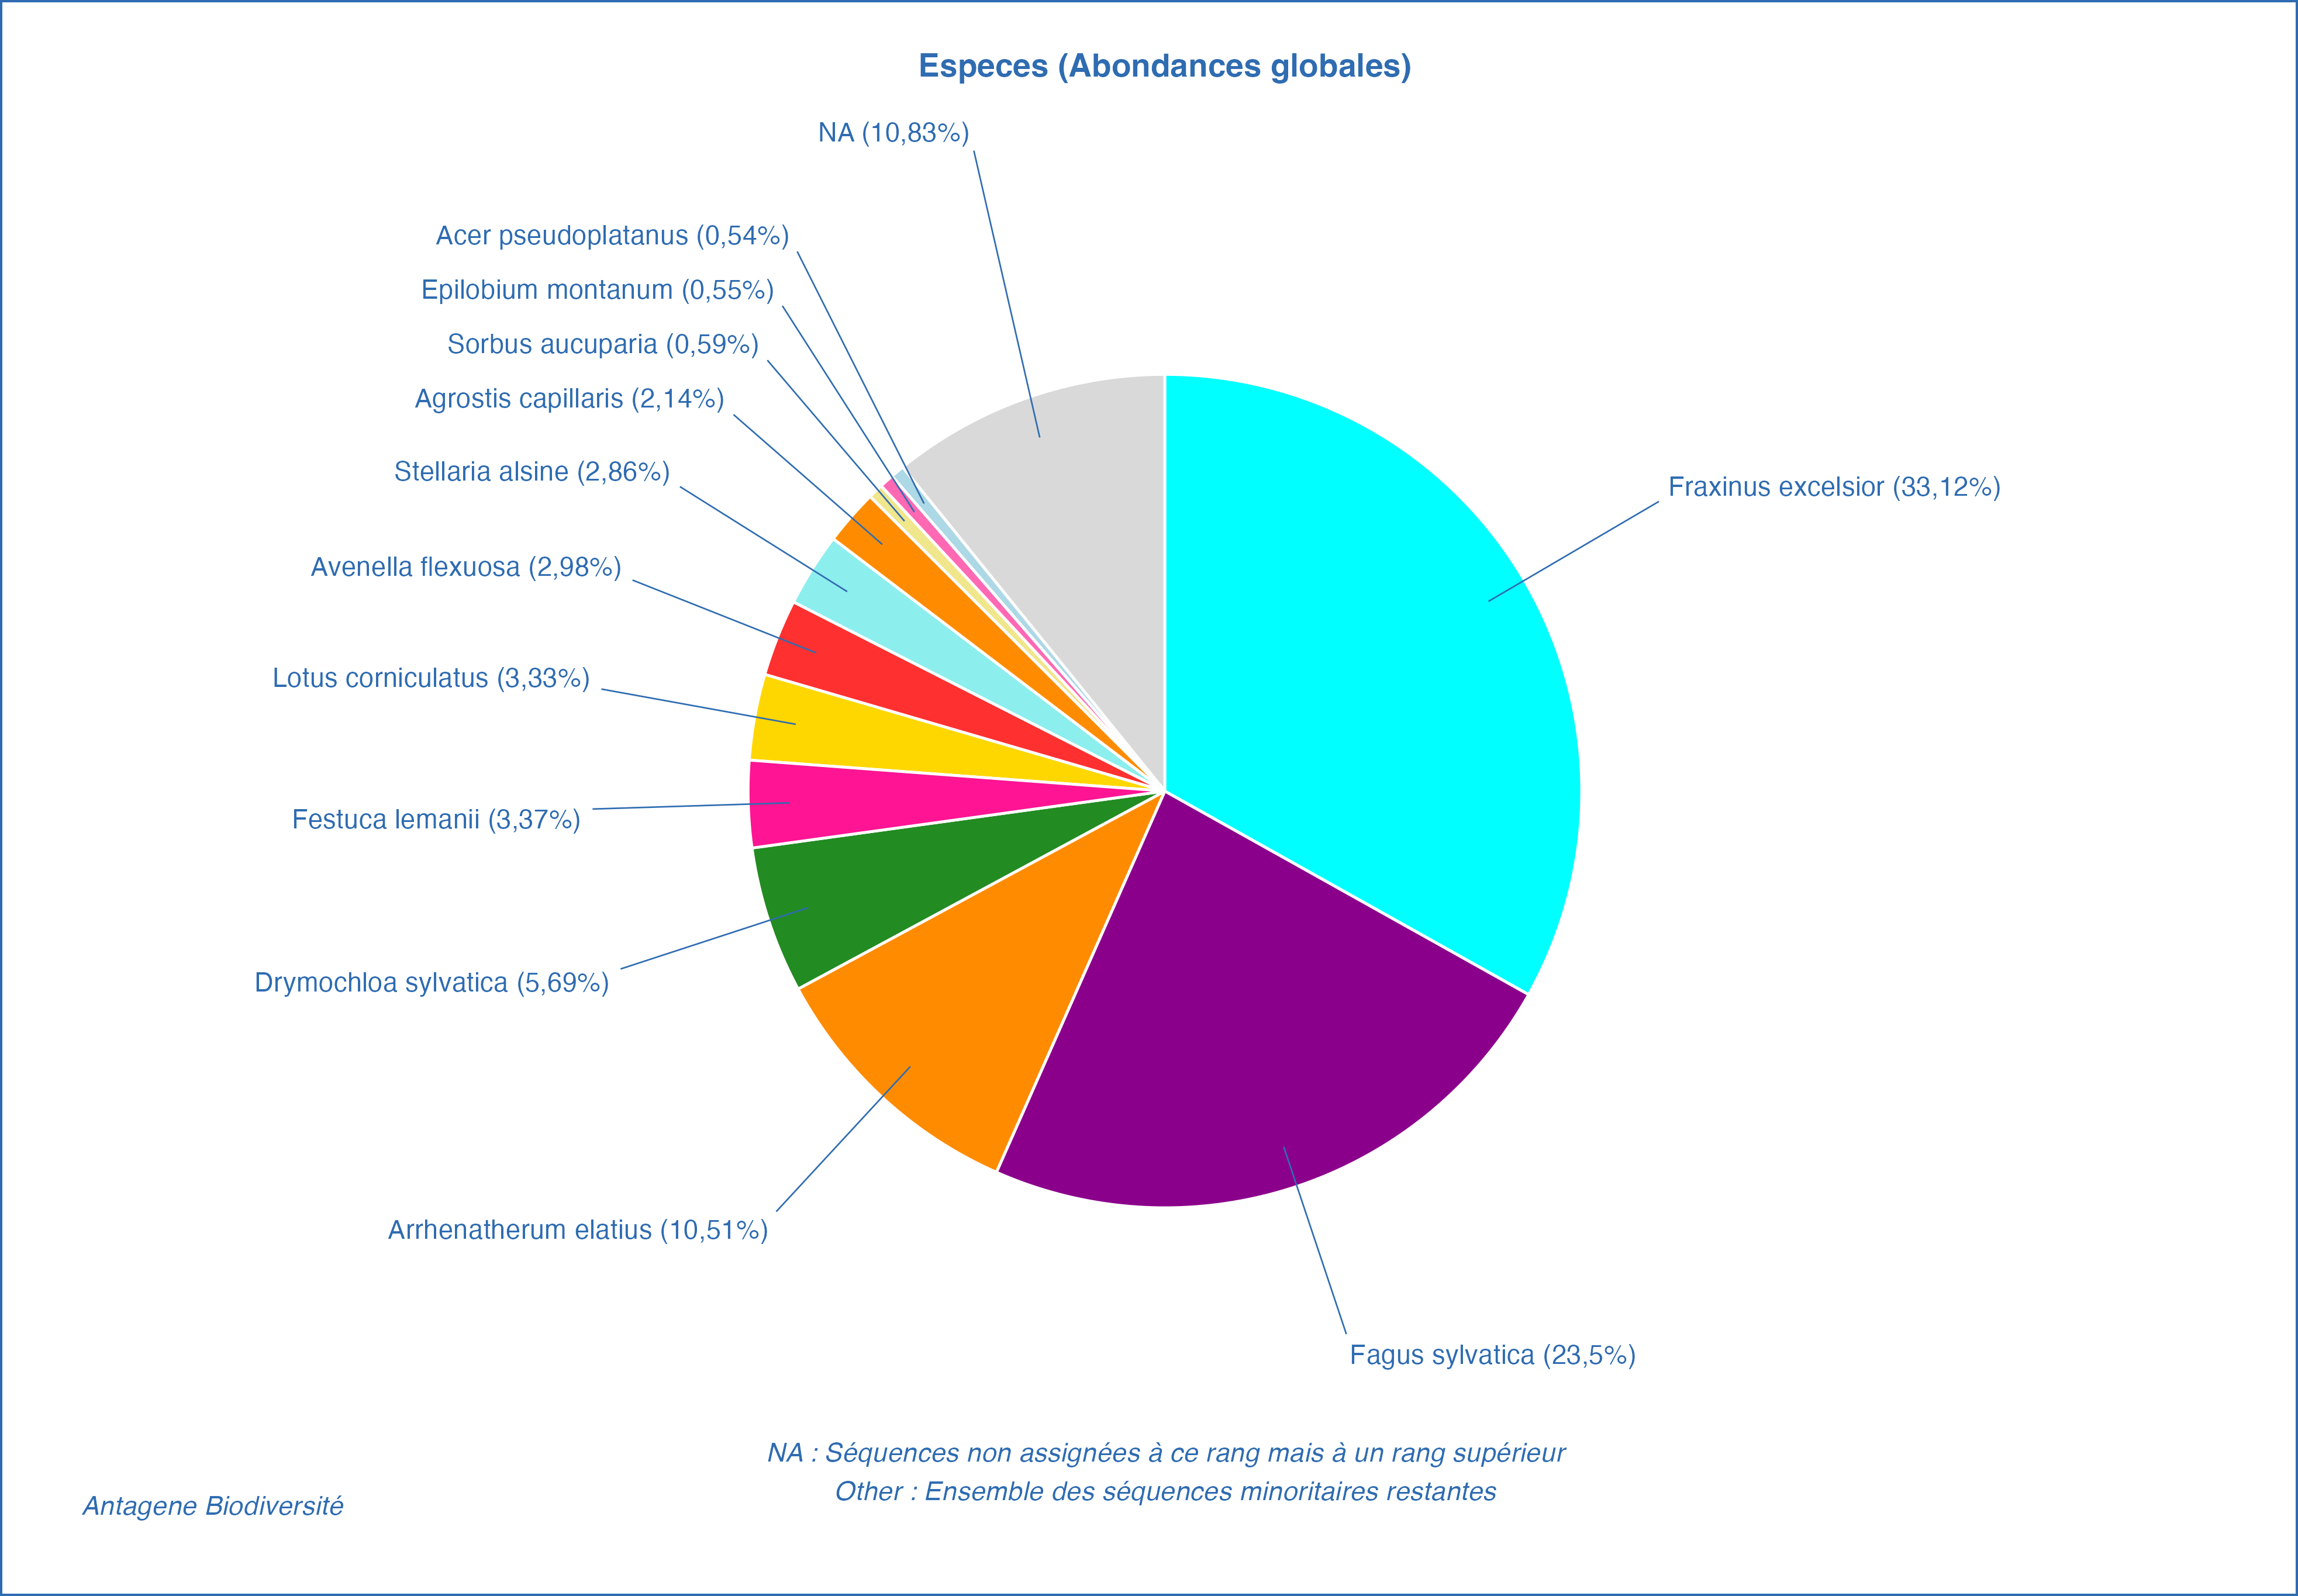 Especes (Abondances globales)
NA (10,83%)
Acer pseudoplatanus (0,54%)
Epilobium montanum (0,55%)
Sorbus aucuparia (0,59%)
Agrostis capillaris (2,14%)
Stellaria alsine (2,86%)
Fraxinus excelsior (33,12%)
Avenella flexuosa (2,98%)
Lotus corniculatus (3,33%)
Festuca lemanii (3,37%)
Drymochloa sylvatica (5,69%)
Arrhenatherum elatius (10,51%)
Fagus sylvatica (23,5%)
NA : Séquences non assignées à ce rang mais à un rang supérieur
Other : Ensemble des séquences minoritaires restantes
Antagene Biodiversité